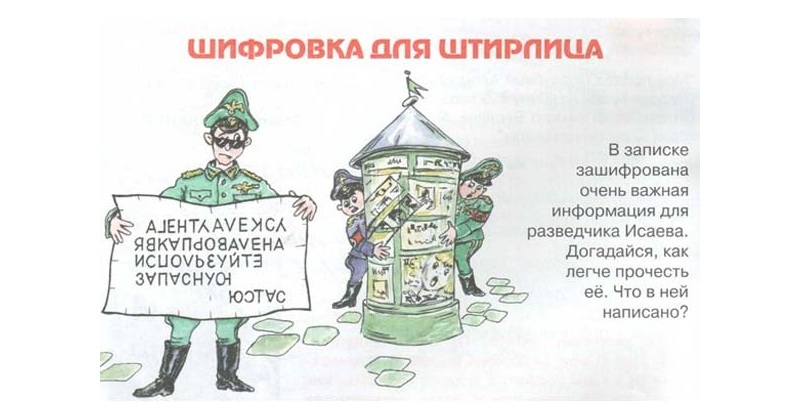 ШИФРОВКА ДЛЯ ШТИРЛИЦА
АГЕНТУАЛЕКСУ
ЯВКАПРОВАЛЕНА
ИСПОЛЬЗУЙТЕ
ЗАПАСНУЮ
ЮСТАС
В записке
зашифрована
очень важная
информация для
разведчика Исаева.
Догадайся, как
легче прочесть
её. Что в ней
написано?